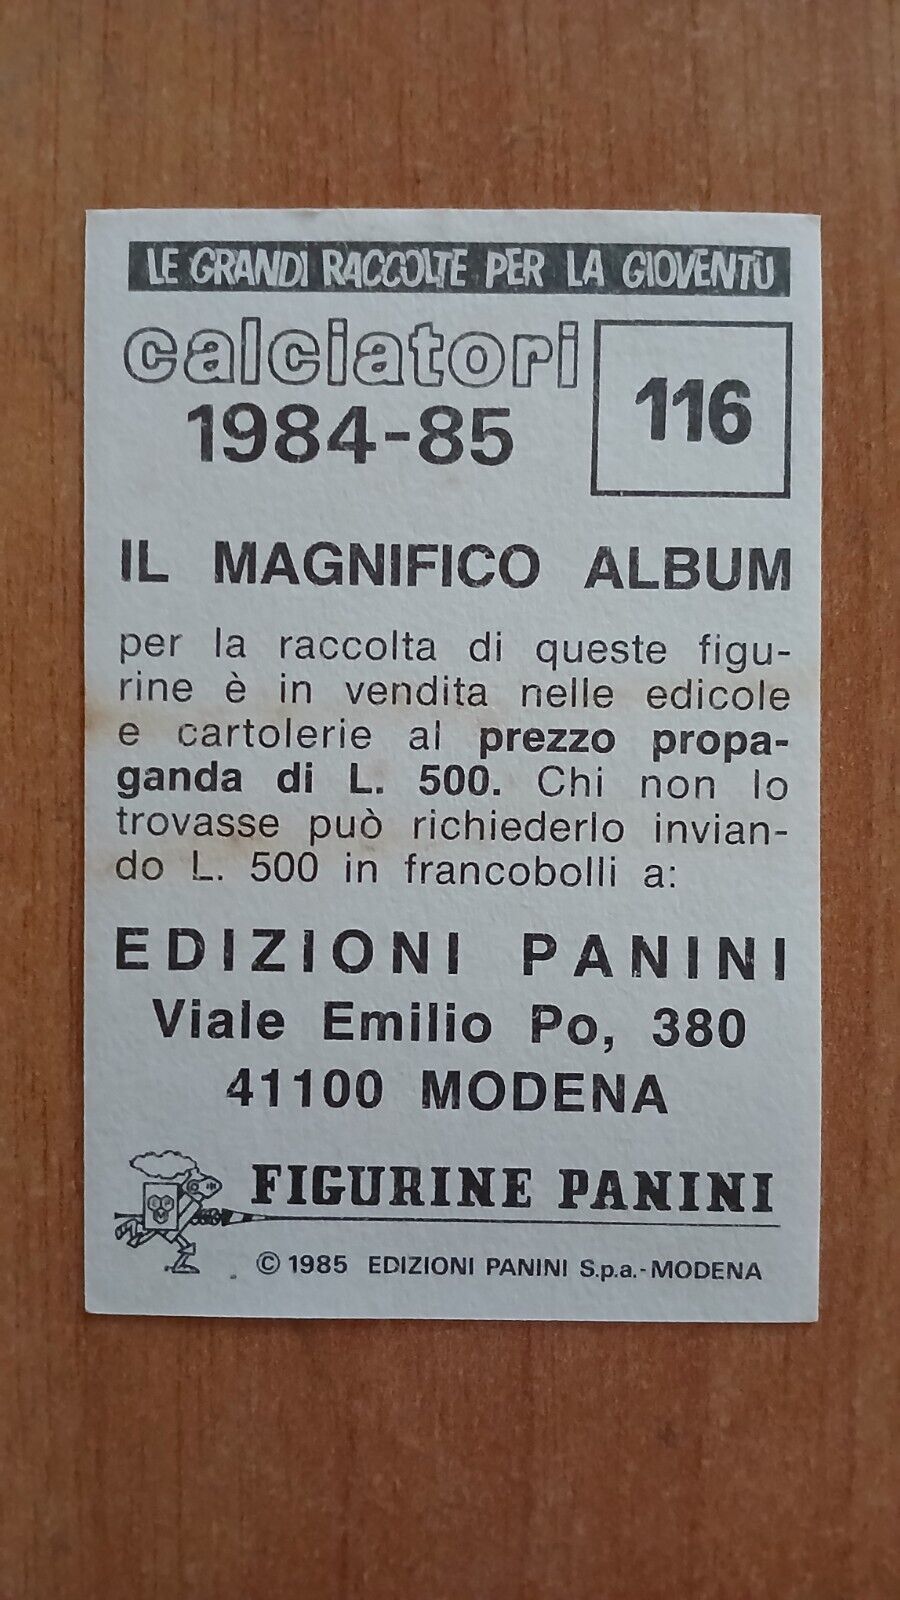 LE GRANDI RACCOLTE PER LA GIOVENTÙ
calciatori
1984-85
116
IL MAGNIFICO ALBUM
per la raccolta di queste figu-
rine è in vendita nelle edicole
e cartolerie al prezzo propa-
ganda di L. 500. Chi non lo
trovasse può richiederlo invian-
do L. 500 in francobolli a:
EDIZIONI PANINI
Viale Emilio Po, 380
41100 MODENA
FIGURINE PANINI
© 1985 EDIZIONI PANINI S.p.a.-MODENA